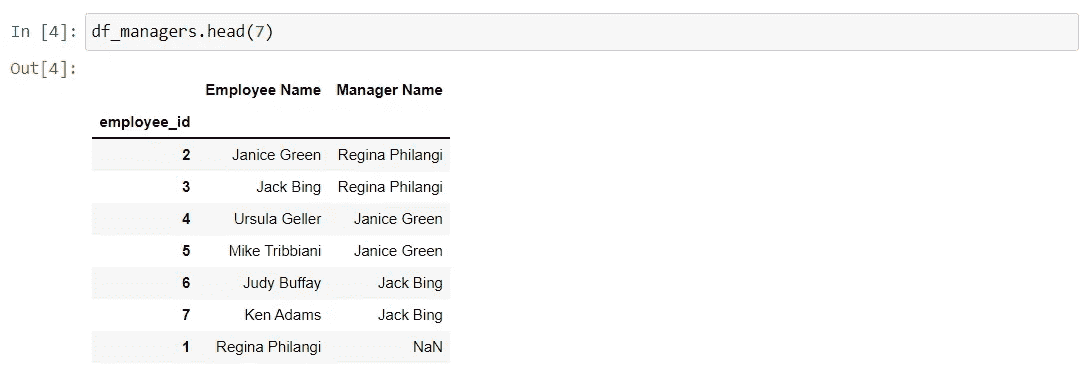 In [4]: df_managers.head(7)
Out[4]:
Employee Name Manager Name
employee_id
2 Janice Green Regina Philangi
3 Jack Bing Regina Philangi
4 Ursula Geller Janice Green
5 Mike Tribbiani Janice Green
6 Judy Buffay Jack Bing
7 Ken Adams Jack Bing
1 Regina Philangi NaN